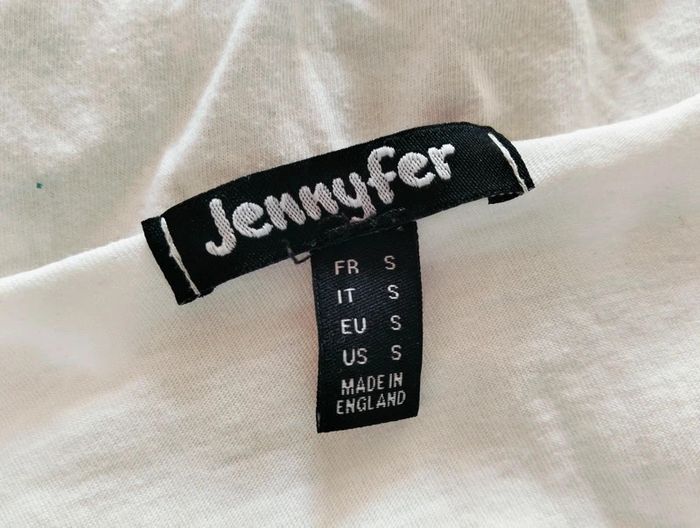 Jennyfer
FR S
IT S
EU S
US S
MADE IN
ENGLAND